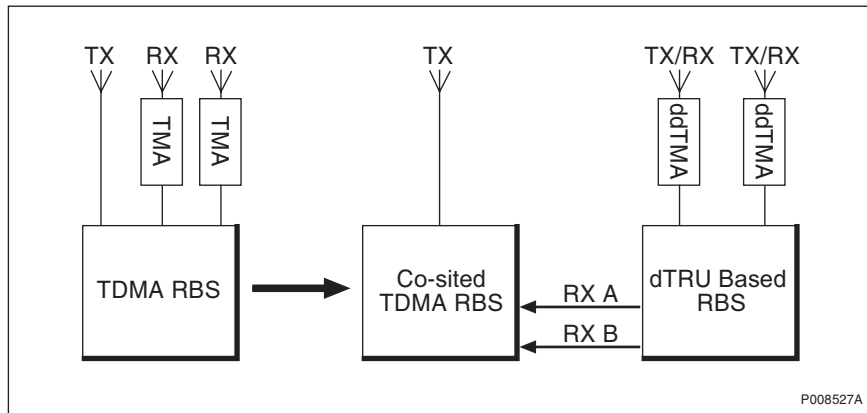 TX RX RX TX TX/RX TX/RX
TMA TMA ddTMA ddTMA
TDMA RBS
Co-sited
TDMA RBS
dTRU Based
RBS
RX A
RX B
P008527A